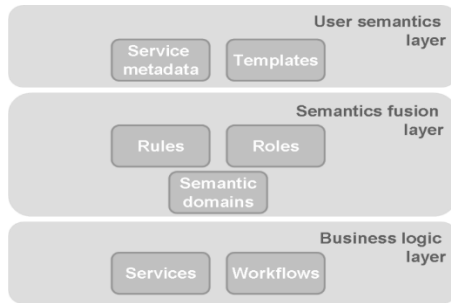 User semantics
layer
Service
metadata
Templates
Semantics fusion
layer
Rules
Roles
Semantic
domains
Business logic
layer
Services
Workflows